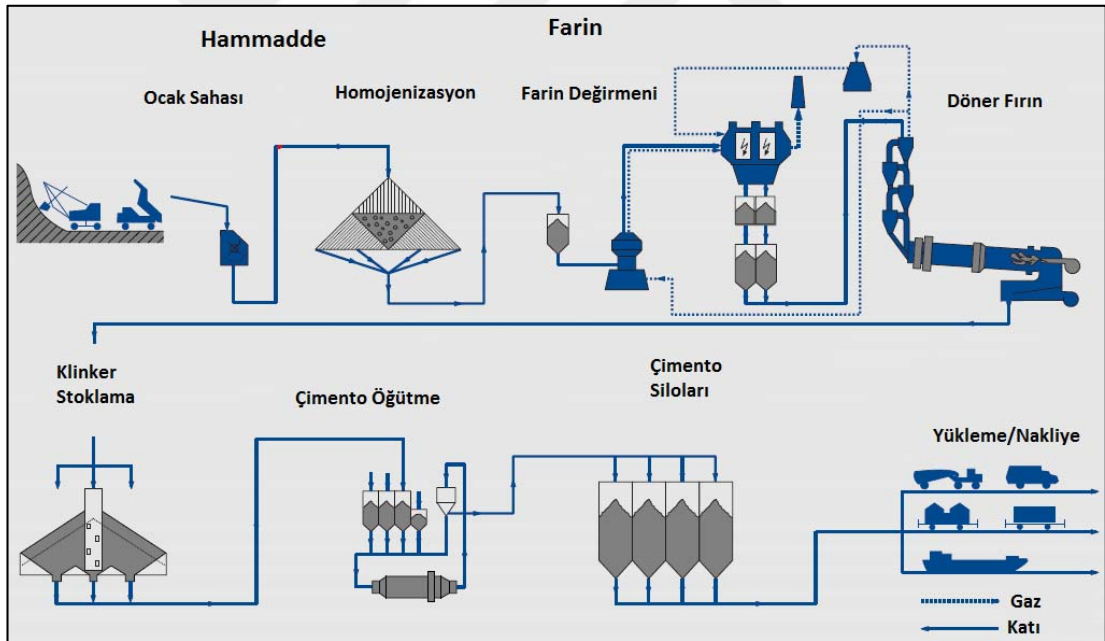 Hammadde
Farin
Ocak Sahası
Homojenizasyon
Farin Değirmeni
Döner Fırın
Klinker
Stoklama
Çimento Öğütme
Çimento
Siloları
Yükleme/Nakliye
Gaz
Katı